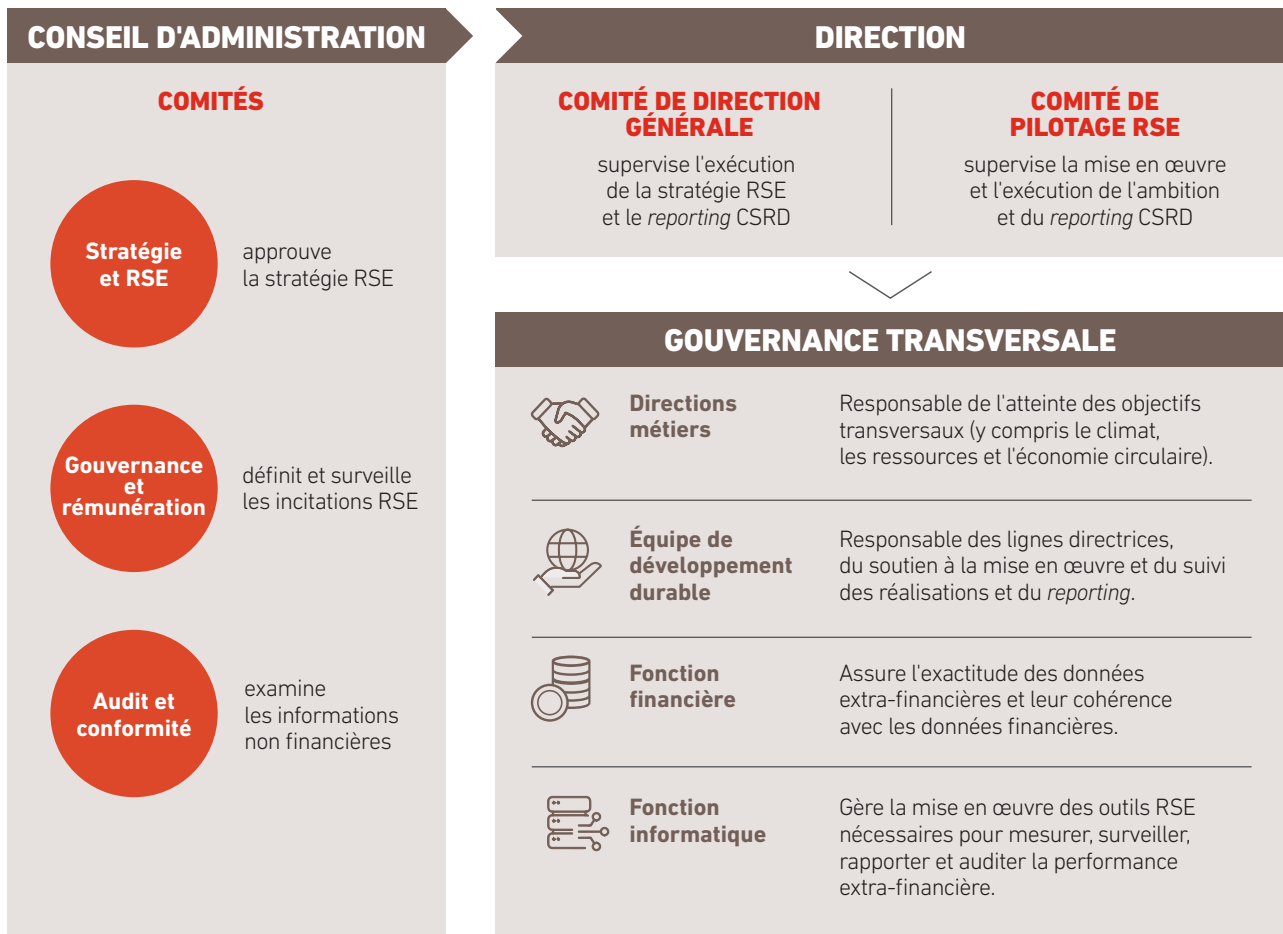 CONSEIL D'ADMINISTRATION
COMITÉS
Stratégie
et RSE
approuve
la stratégie RSE
Gouvernance
et
rémunération
définit et surveille
les incitations RSE
Audit et
conformité
examine
les informations
non financières
DIRECTION
COMITÉ DE DIRECTION
GÉNÉRALE
supervise l'exécution
de la stratégie RSE
et le reporting CSRD
COMITÉ DE
PILOTAGE RSE
supervise la mise en œuvre
et l'exécution de l'ambition
et du reporting CSRD
GOUVERNANCE TRANSVERSALE
Directions
métiers
Responsable de l'atteinte des objectifs
transversaux (y compris le climat,
les ressources et l'économie circulaire).
Équipe de
développement
durable
Responsable des lignes directrices,
du soutien à la mise en œuvre et du suivi
des réalisations et du reporting.
Fonction
financière
Assure l'exactitude des données
extra-financières et leur cohérence
avec les données financières.
Fonction
informatique
Gère la mise en œuvre des outils RSE
nécessaires pour mesurer, surveiller,
rapporter et auditer la performance
extra-financière.